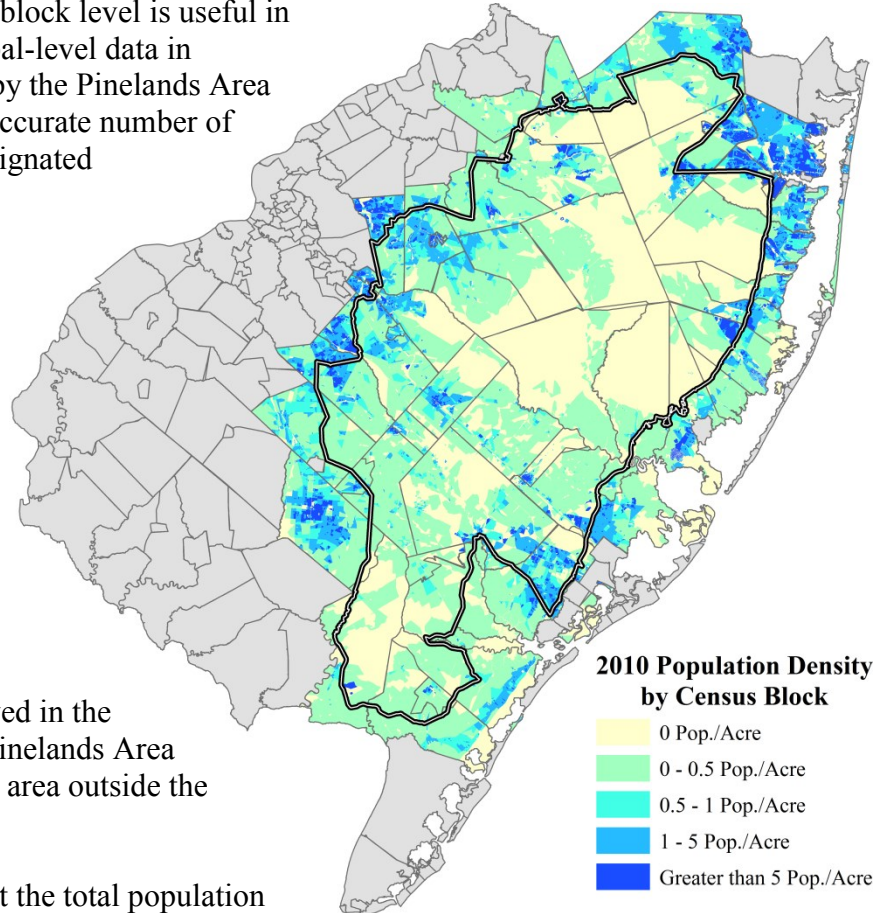 block level is useful in
al-level data in
by the Pinelands Area
ccurate number of
ignated
ved in the
Pinelands Area
area outside the
t the total population
2010 Population Density
by Census Block
0 Pop./Acre
0 - 0.5 Pop./Acre
0.5 - 1 Pop./Acre
1 - 5 Pop./Acre
Greater than 5 Pop./Acre